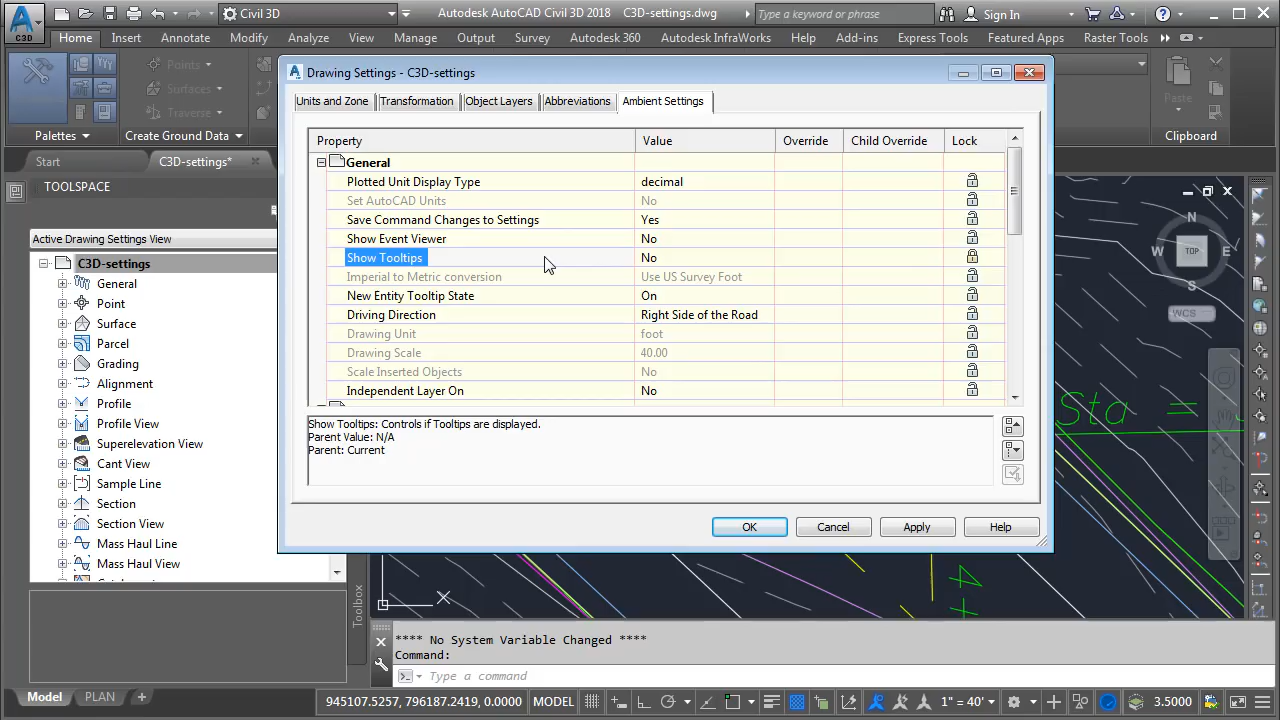 C3D
Civil 3D
Autodesk AutoCAD Civil 3D 2018 C3D-settings.dwg
Type a keyword or phrase
Sign In
Home Insert Annotate Modify Analyze View Manage Output Survey Autodesk 360 Autodesk InfraWorks Help Add-ins Express Tools Featured Apps Raster Tools
Points
Surfaces
Traverse
Paste
Palettes
Create Ground Data
Clipboard
Start
C3D-settings*
TOOLSPACE
Active Drawing Settings View
C3D-settings
General
Point
Surface
Parcel
Grading
Alignment
Profile
Profile View
Superelevation View
Cant View
Sample Line
Section
Section View
Mass Haul Line
Mass Haul View
Toolbox
Drawing Settings - C3D-settings
Units and Zone Transformation Object Layers Abbreviations Ambient Settings
Property Value Override Child Override Lock
General
Plotted Unit Display Type decimal
Set AutoCAD Units No
Save Command Changes to Settings Yes
Show Event Viewer No
Show Tooltips No
Imperial to Metric conversion Use US Survey Foot
New Entity Tooltip State On
Driving Direction Right Side of the Road
Drawing Unit foot
Drawing Scale 40.00
Scale Inserted Objects No
Independent Layer On No
Show Tooltips: Controls if Tooltips are displayed.
Parent Value: N/A
Parent: Current
OK Cancel Apply Help
N
W TOP E
S
WCS
Sta =
4+
X
**** No System Variable Changed ****
Command:
Type a command
Model PLAN +
945107.5257, 796187.2419, 0.0000 MODEL 1" = 40' 3.5000